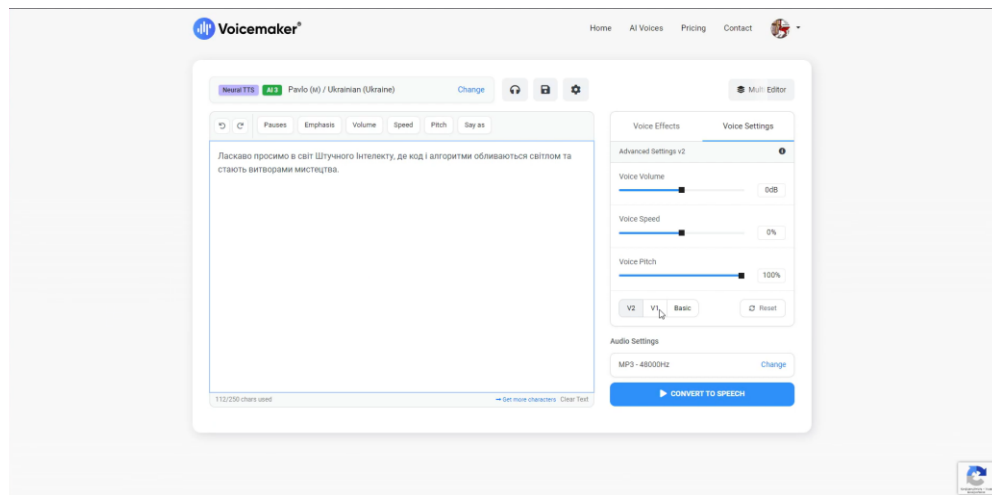 Voicemaker®
Home AI Voices Pricing Contact
Neural TTS AI 3 Pavlo (м) / Ukrainian (Ukraine) Change
Multi Editor
Pauses Emphasis Volume Speed Pitch Say as
Ласкаво просимо в світ Штучного Інтелекту, де код і алгоритми обливаються світлом та
стають витворами мистецтва.
112/250 chars used
Get more characters Clear Text
Voice Effects Voice Settings
Advanced Settings v2
Voice Volume
0dB
Voice Speed
0%
Voice Pitch
100%
V2 V1 Basic Reset
Audio Settings
MP3 - 48000Hz Change
CONVERT TO SPEECH